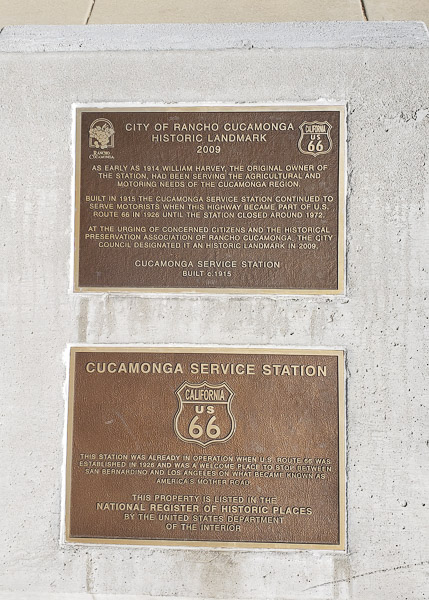 CITY OF RANCHO CUCAMONGA
HISTORIC LANDMARK
2009
RANCHO
CUCAMONGA
CALIFORNIA
US
66
AS EARLY AS 1914 WILLIAM HARVEY, THE ORIGINAL OWNER OF
THE STATION, HAD BEEN SERVING THE AGRICULTURAL AND
MOTORING NEEDS OF THE CUCAMONGA REGION.
BUILT IN 1915 THE CUCAMONGA SERVICE STATION CONTINUED TO
SERVE MOTORISTS WHEN THIS HIGHWAY BECAME PART OF U.S.
ROUTE 66 IN 1926 UNTIL THE STATION CLOSED AROUND 1972.
AT THE URGING OF CONCERNED CITIZENS AND THE HISTORICAL
PRESERVATION ASSOCIATION OF RANCHO CUCAMONGA, THE CITY
COUNCIL DESIGNATED IT AN HISTORIC LANDMARK IN 2009.
CUCAMONGA SERVICE STATION
BUILT c.1915
CUCAMONGA SERVICE STATION
CALIFORNIA
US
66
THIS STATION WAS ALREADY IN OPERATION WHEN U.S. ROUTE 66 WAS
ESTABLISHED IN 1926 AND WAS A WELCOME PLACE TO STOP BETWEEN
SAN BERNARDINO AND LOS ANGELES ON WHAT BECAME KNOWN AS
AMERICA'S MOTHER ROAD.
THIS PROPERTY IS LISTED IN THE
NATIONAL REGISTER OF HISTORIC PLACES
BY THE UNITED STATES DEPARTMENT
OF THE INTERIOR